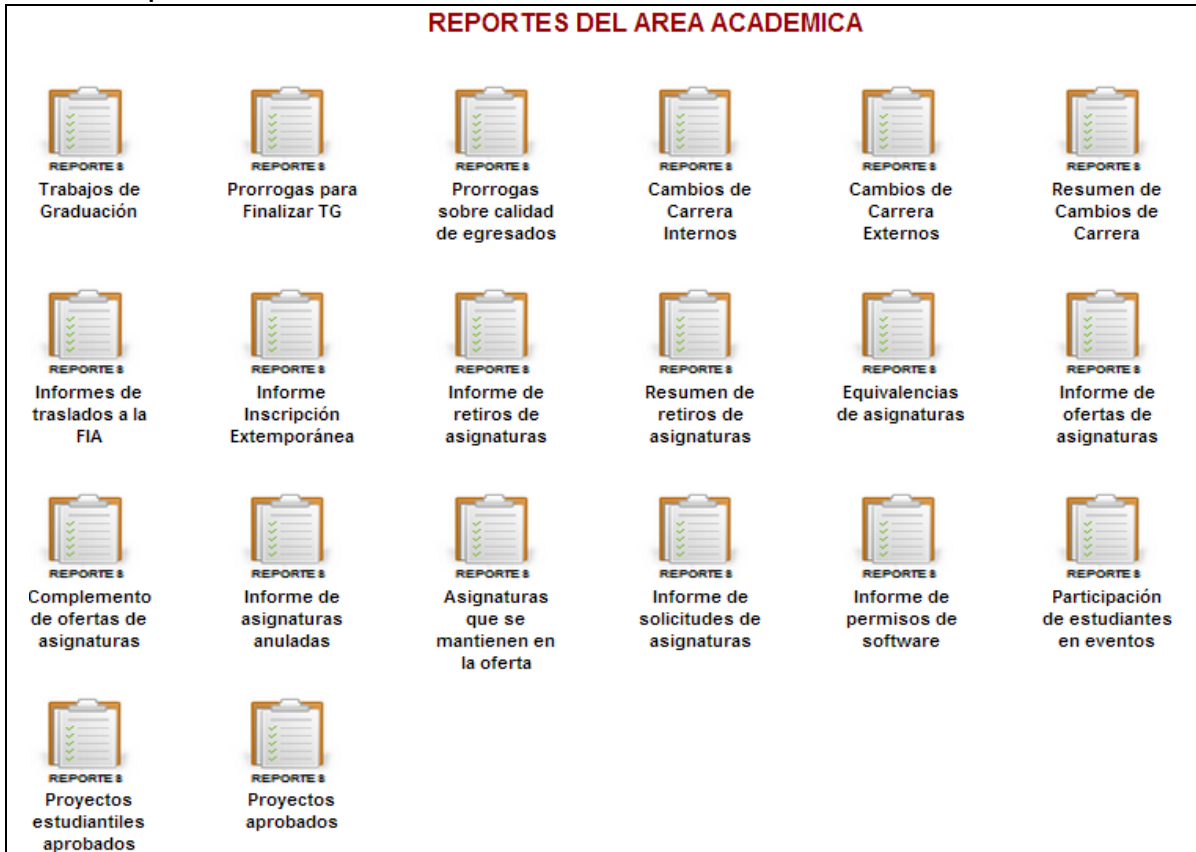 REPORTES DEL AREA ACADEMICA
REPORTES REPORTES REPORTES REPORTES REPORTES REPORTES
Trabajos de Prorrogas para Prorrogas Cambios de Cambios de Resumen de
Graduación Finalizar TG sobre calidad Carrera Carrera Cambios de
de egresados Internos Externos Carrera
REPORTES REPORTES REPORTES REPORTES REPORTES REPORTES
Informes de Informe Informe de Resumen de Equivalencias Informe de
traslados a la Inscripción retiros de retiros de de asignaturas ofertas de
FIA Extemporánea asignaturas asignaturas asignaturas
REPORTES REPORTES REPORTES REPORTES REPORTES REPORTES
Complemento Informe de Asignaturas Informe de Informe de Participación
de ofertas de asignaturas que se solicitudes de permisos de de estudiantes
asignaturas anuladas mantienen en asignaturas software en eventos
la oferta
REPORTES REPORTES
Proyectos Proyectos
estudiantiles aprobados
aprobados